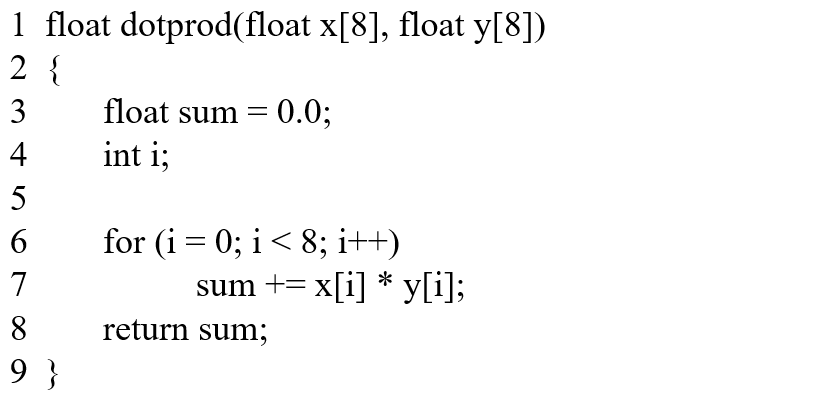 1 float dotprod(float x[8], float y[8])
2 {
3 float sum = 0.0;
4 int i;
5
6 for (i = 0; i < 8; i++)
7 sum += x[i] * y[i];
8 return sum;
9 }